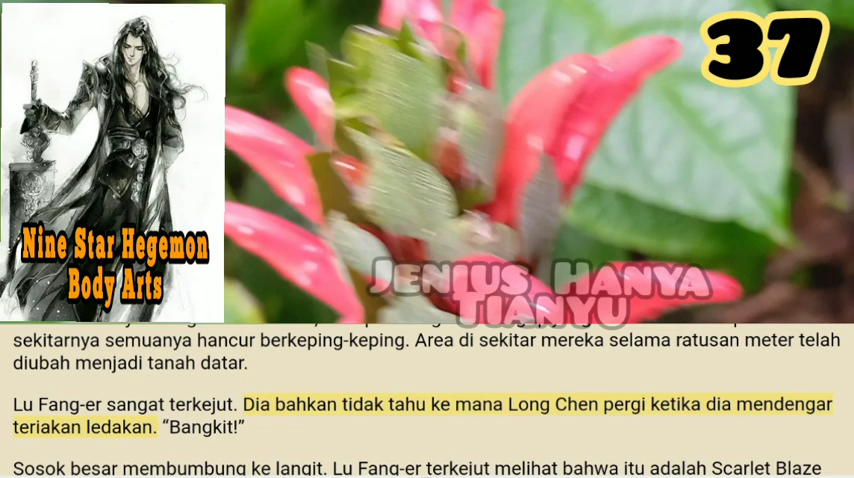 37
Nine Star Hegemon
Body Arts
Jenius Hanya
Tianyu
sekitarnya semuanya hancur berkeping-keping. Area di sekitar mereka selama ratusan meter telah
diubah menjadi tanah datar.
Lu Fang-er sangat terkejut. Dia bahkan tidak tahu ke mana Long Chen pergi ketika dia mendengar
teriakan ledakan. “Bangkit!”
Sosok besar membumbung ke langit. Lu Fang-er terkejut melihat bahwa itu adalah Scarlet Blaze